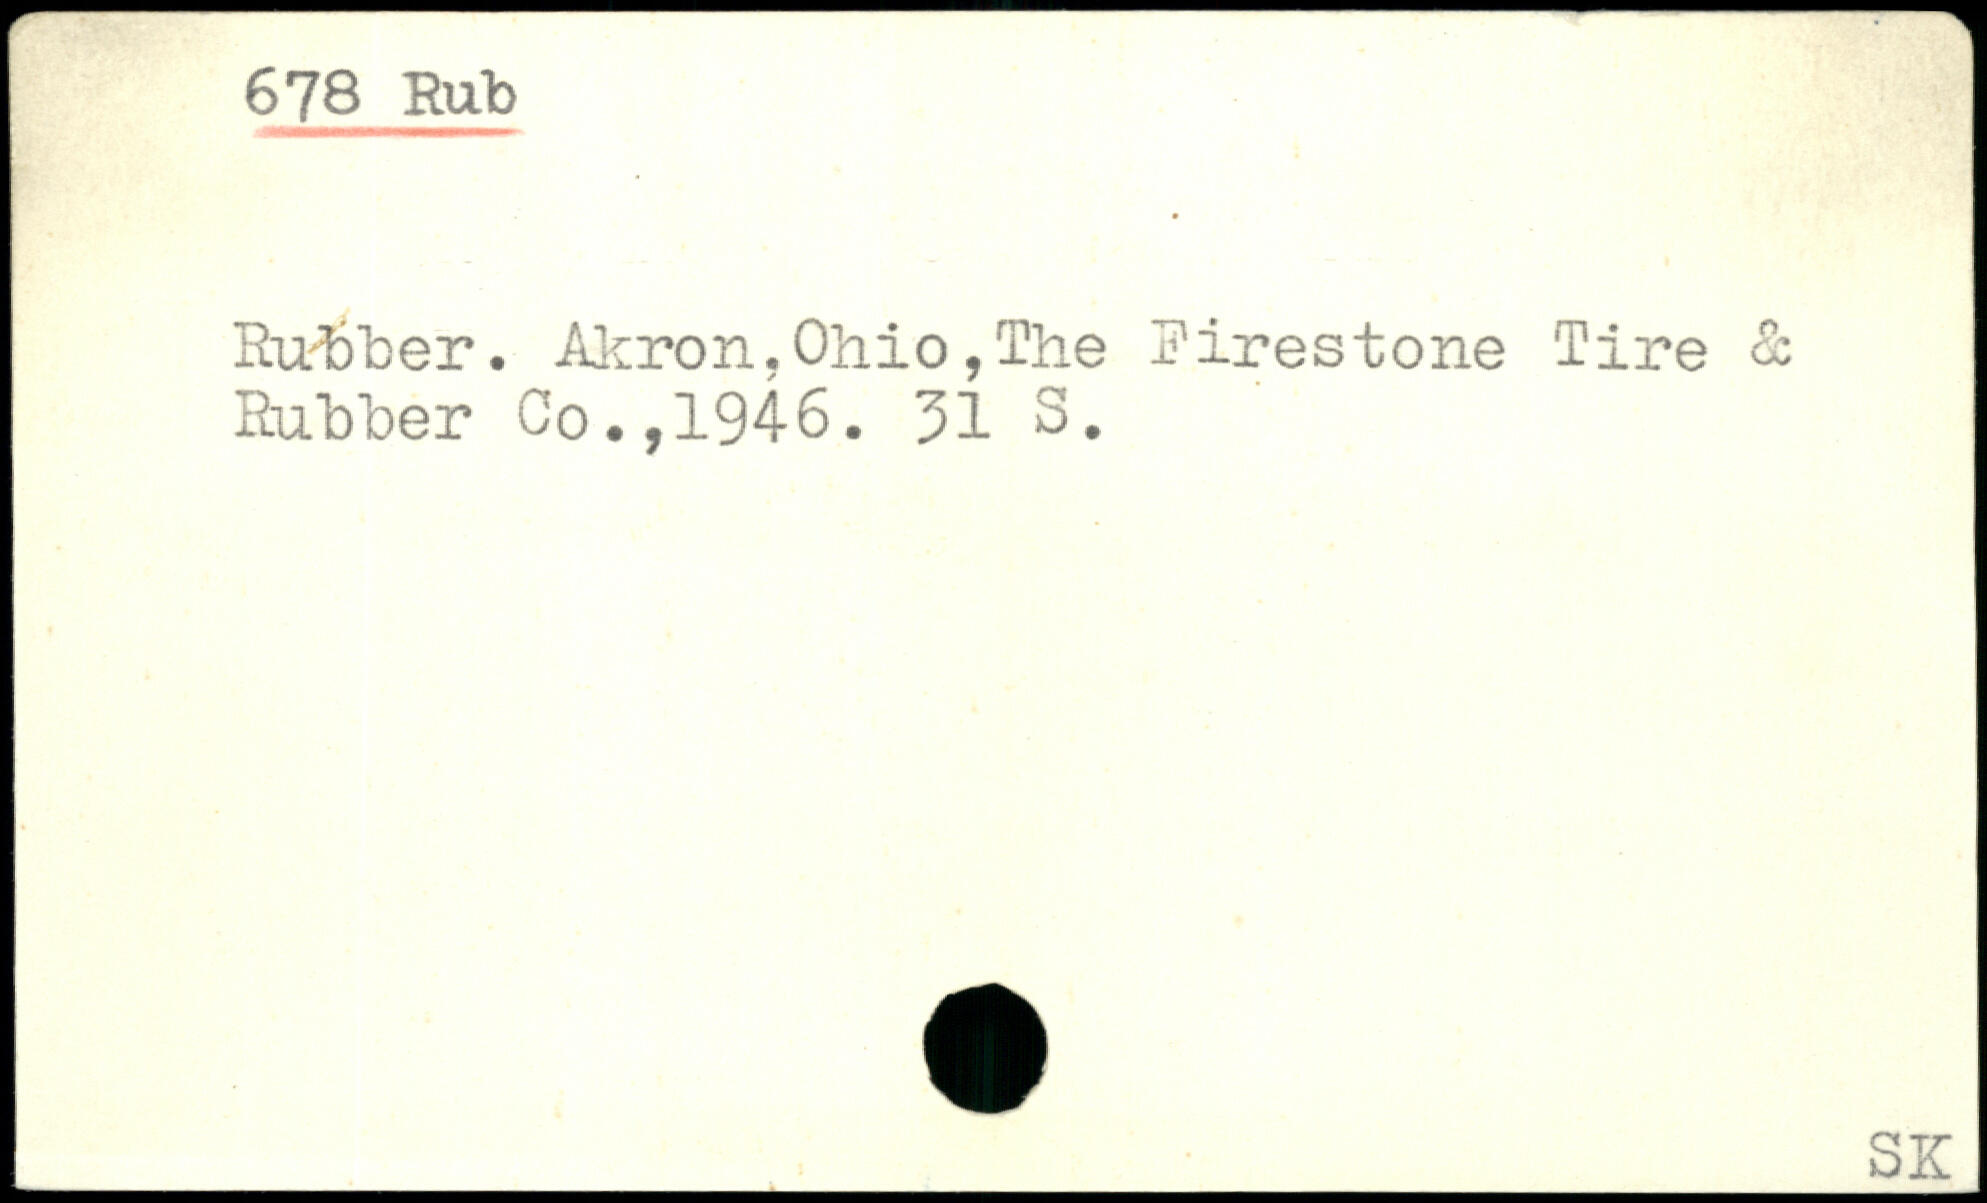 678 Rub
Rubber. Akron,Ohio,The Firestone Tire &
Rubber Co.,1946. 31 S.
SK